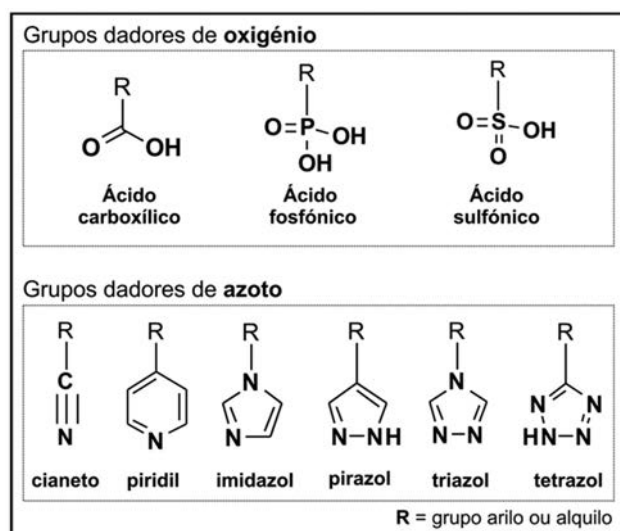 Grupos dadores de oxigénio
R
O
OH
Ácido
carboxílico
R
O=P
OH
OH
Ácido
fosfónico
R
O=S-OH
O
Ácido
sulfónico
Grupos dadores de azoto
R
C
N
cianeto
R
N
piridil
R
N
N
imidazol
R
N-NH
pirazol
R
N
N-N
triazol
R
N
N
HN-N
tetrazol
R = grupo arilo ou alquilo